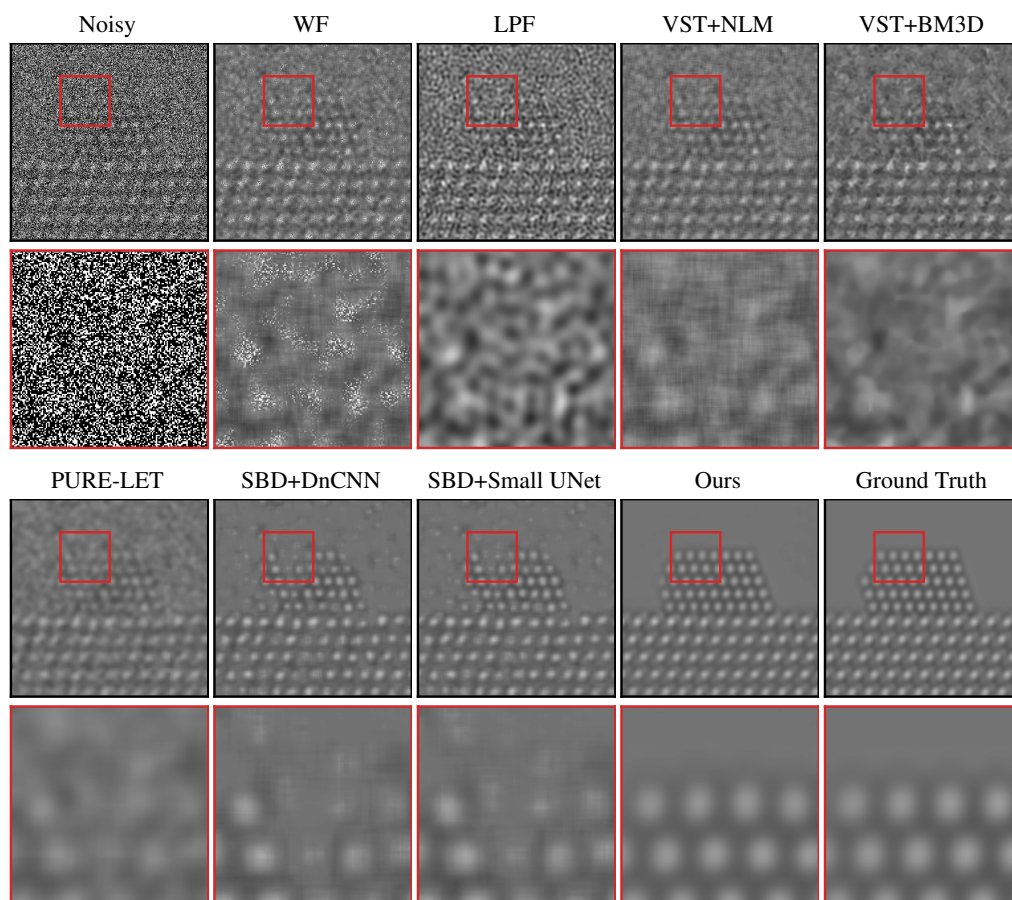 Noisy WF LPF VST+NLM VST+BM3D
PURE-LET SBD+DnCNN SBD+Small UNet Ours Ground Truth